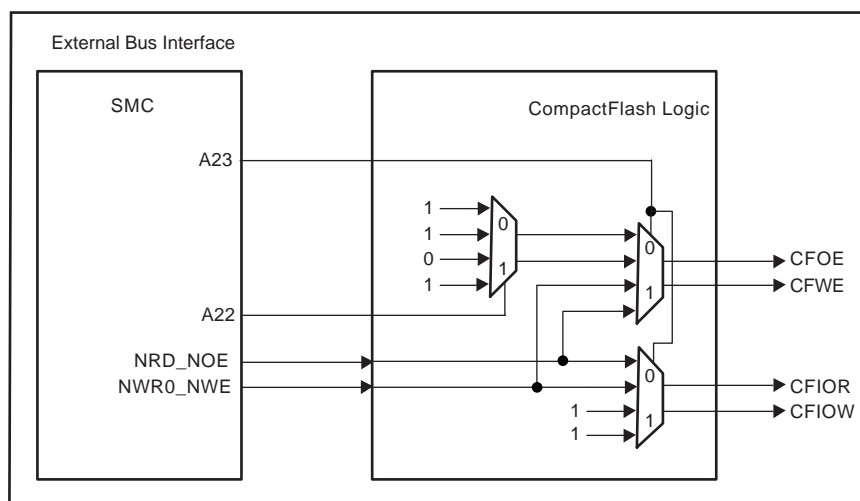 External Bus Interface
SMC
CompactFlash Logic
A23
1
1
0
1
0
1
A22
0
1
CFOE
CFWE
NRD_NOE
NWR0_NWE
0
1
1
1
CFIOR
CFIOW